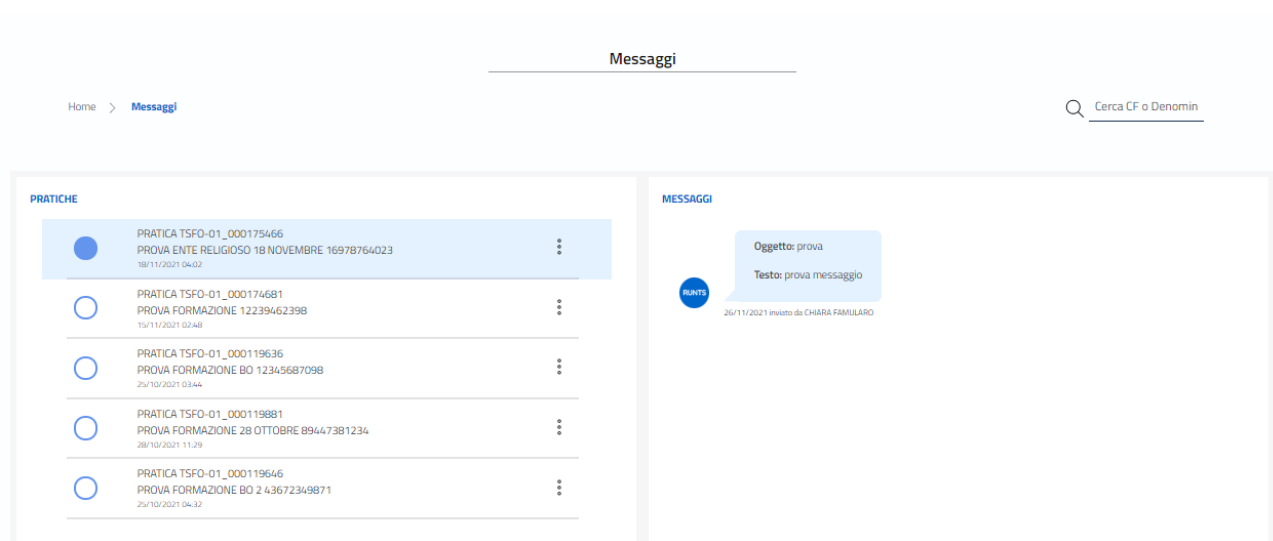 Messaggi
Home > Messaggi
Cerca CF o Denomin
PRATICHE
PRATICA TSFO-01_000175466
PROVA ENTE RELIGIOSO 18 NOVEMBRE 16978764023
18/11/2021 04:02
PRATICA TSFO-01_000174681
PROVA FORMAZIONE 12239462398
15/11/2021 02:48
PRATICA TSFO-01_000119636
PROVA FORMAZIONE BO 12345687098
25/10/2021 03:44
PRATICA TSFO-01_000119881
PROVA FORMAZIONE 28 OTTOBRE 89447381234
28/10/2021 11:29
PRATICA TSFO-01_000119646
PROVA FORMAZIONE BO 2 43672349871
25/10/2021 04:32
MESSAGGI
Oggetto: prova
Testo: prova messaggio
RUNTS
26/11/2021 inviato da CHIARA FAMULARO